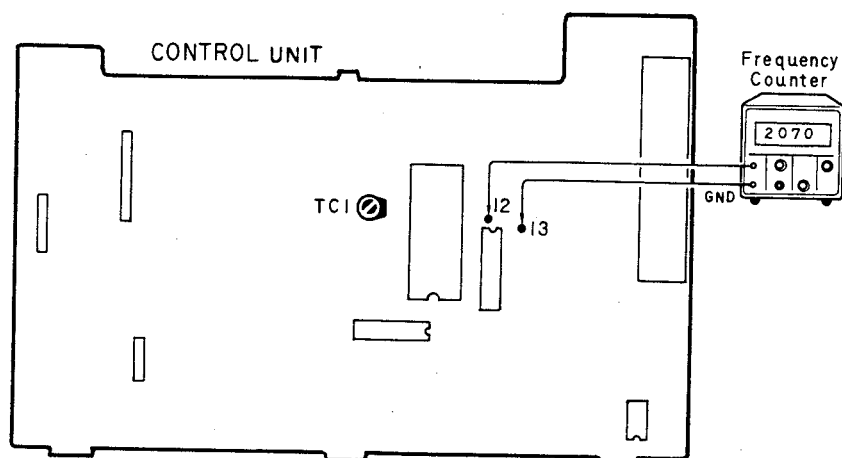 CONTROL UNIT
Frequency
Counter
2070
GND
TC1
12
13